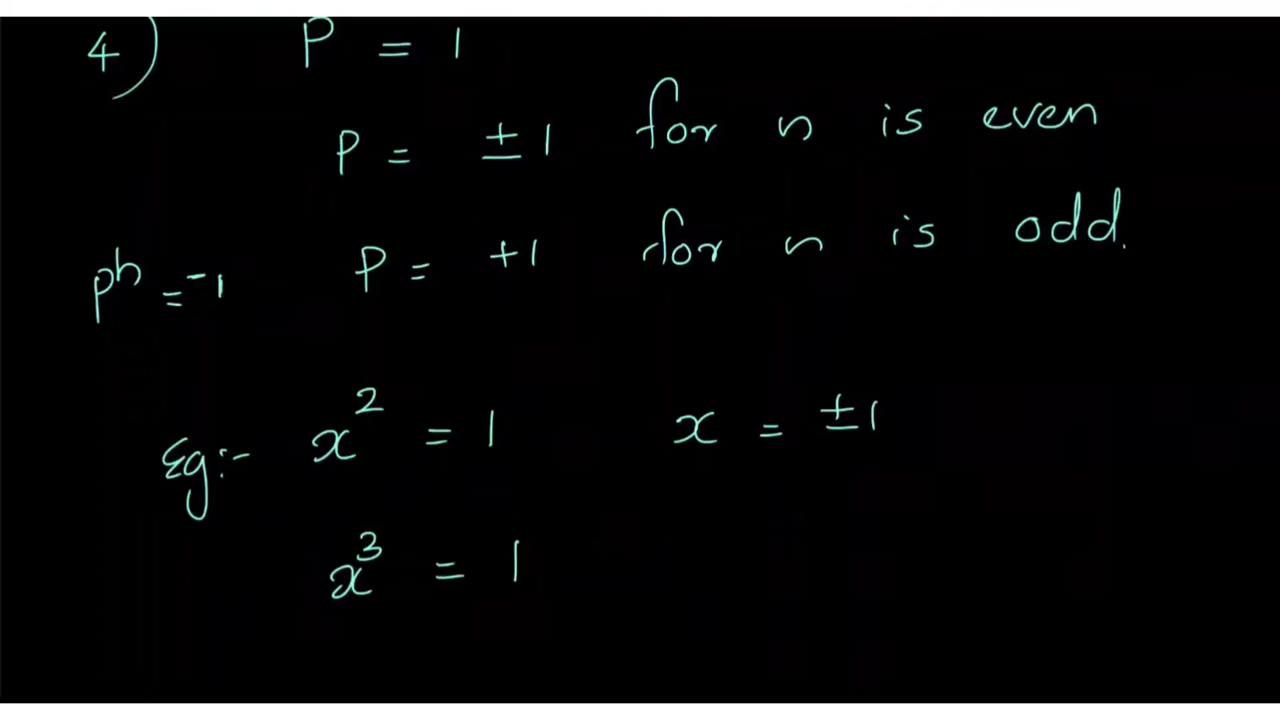 4) P = 1
P = ±1 for n is even
P = +1 for n is odd.
pⁿ = -1
Eg:- x² = 1 x = ±1
x³ = 1